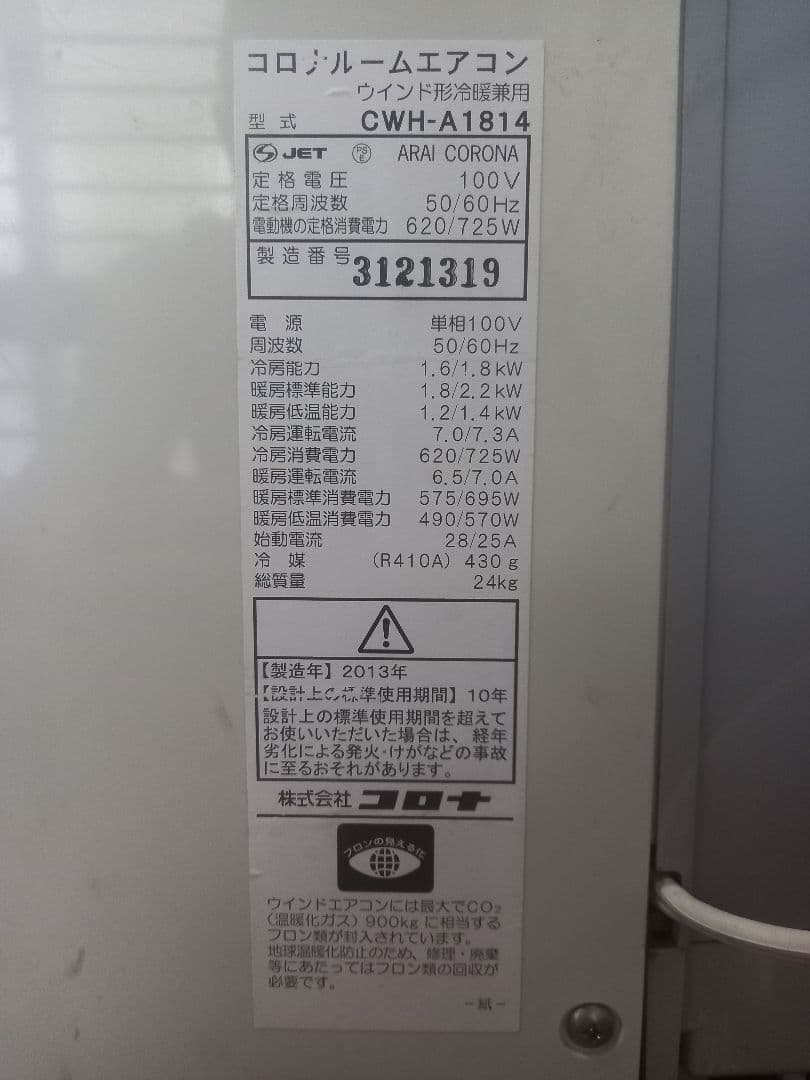 コロナルームエアコン
ウインド形冷暖兼用
型式 CWH-A1814
JET PS E ARAI CORONA
定格電圧 100V
定格周波数 50/60Hz
電動機の定格消費電力 620/725W
製造番号 3121319
電源 単相100V
周波数 50/60Hz
冷房能力 1.6/1.8kW
暖房標準能力 1.8/2.2kW
暖房低温能力 1.2/1.4kW
冷房運転電流 7.0/7.3A
冷房消費電力 620/725W
暖房運転電流 6.5/7.0A
暖房標準消費電力 575/695W
暖房低温消費電力 490/570W
始動電流 28/25A
冷媒 (R410A) 430g
総質量 24kg
【製造年】2013年
【設計上の標準使用期間】10年
設計上の標準使用期間を超えて
お使いいただいた場合は、経年
劣化による発火・けがなどの事故
に至るおそれがあります。
株式会社コロナ
フロンの見える化
ウインドエアコンには最大でCO₂
(温暖化ガス)900kgに相当する
フロン類が封入されています。
地球温暖化防止のため、修理・廃棄
等にあたってはフロン類の回収が
必要です。
－紙－